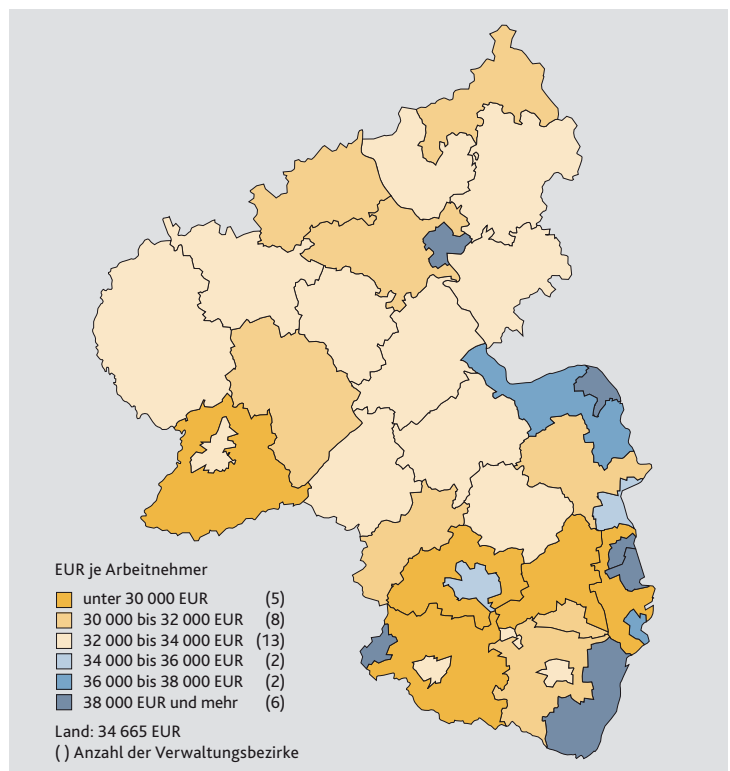 EUR je Arbeitnehmer
unter 30 000 EUR (5)
30 000 bis 32 000 EUR (8)
32 000 bis 34 000 EUR (13)
34 000 bis 36 000 EUR (2)
36 000 bis 38 000 EUR (2)
38 000 EUR und mehr (6)
Land: 34 665 EUR
( ) Anzahl der Verwaltungsbezirke